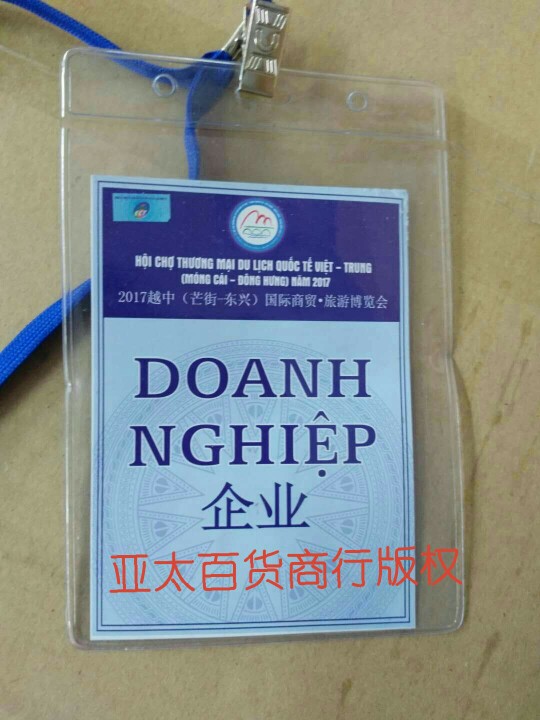 HỘI CHỢ THƯƠNG MẠI DU LỊCH QUỐC TẾ VIỆT - TRUNG
(MÓNG CÁI - ĐÔNG HƯNG) NĂM 2017
2017越中（芒街-东兴）国际商贸•旅游博览会
DOANH
NGHIỆP
企业
亚太百货商行版权